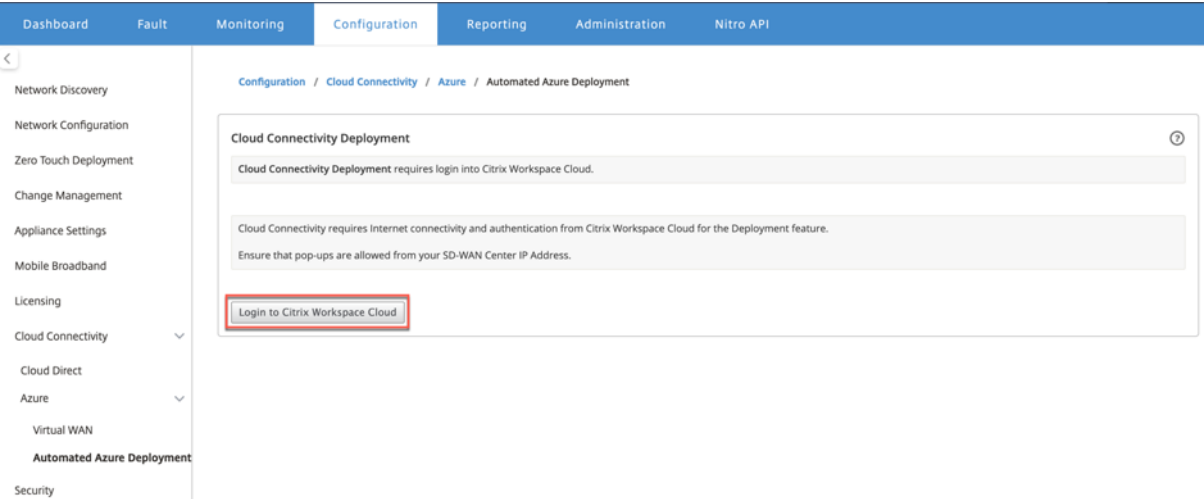 Dashboard Fault Monitoring Configuration Reporting Administration Nitro API
Network Discovery
Network Configuration
Zero Touch Deployment
Change Management
Appliance Settings
Mobile Broadband
Licensing
Cloud Connectivity
Cloud Direct
Azure
Virtual WAN
Automated Azure Deployment
Security
Configuration / Cloud Connectivity / Azure / Automated Azure Deployment
Cloud Connectivity Deployment
Cloud Connectivity Deployment requires login into Citrix Workspace Cloud.
Cloud Connectivity requires Internet connectivity and authentication from Citrix Workspace Cloud for the Deployment feature.
Ensure that pop-ups are allowed from your SD-WAN Center IP Address.
Login to Citrix Workspace Cloud